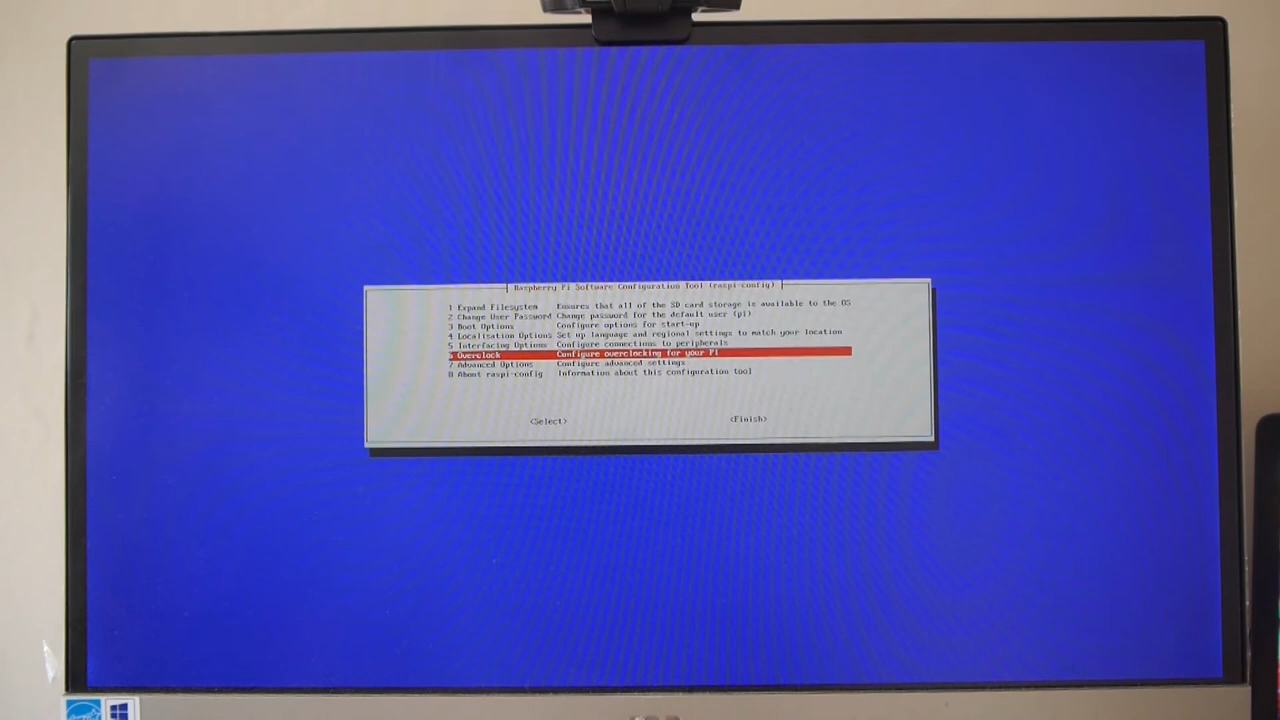 Raspberry Pi Software Configuration Tool (raspi-config)
1 Expand Filesystem Ensures that all of the SD card storage is available to the OS
2 Change User Password Change password for the default user (pi)
3 Boot Options Configure options for start-up
4 Localisation Options Set up language and regional settings to match your location
5 Interfacing Options Configure connections to peripherals
6 Overclock Configure overclocking for your Pi
7 Advanced Options Configure advanced settings
8 About raspi-config Information about this configuration tool
<Select> <Finish>